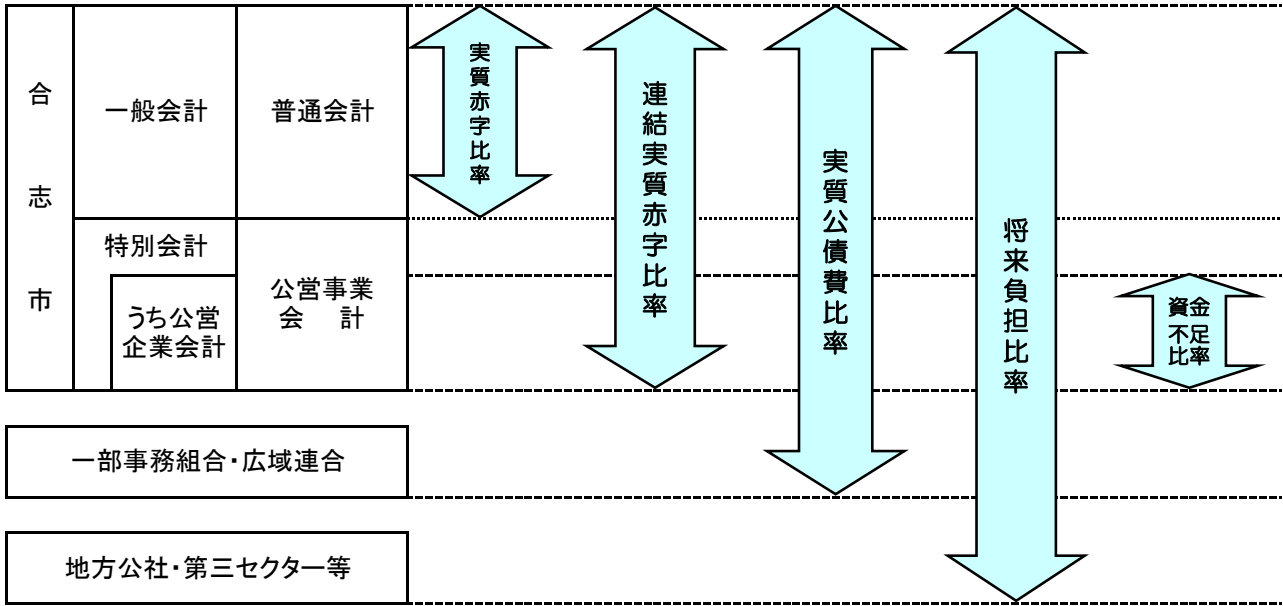 合志市
一般会計
普通会計
特別会計
うち公営
企業会計
公営事業
会 計
実質赤字比率
連結実質赤字比率
実質公債費比率
将来負担比率
資金
不足
比率
一部事務組合・広域連合
地方公社・第三セクター等